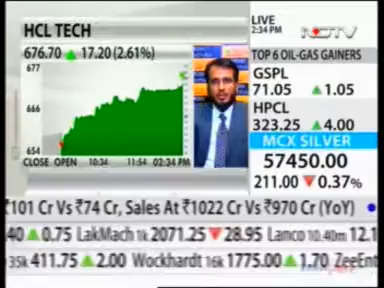 HCL TECH
676.70 ▲ 17.20 (2.61%)
677
666
654
CLOSE OPEN 10:34 11:54 02:34 PM
LIVE
2:34 PM
NDTV
TOP 6 OIL-GAS GAINERS
GSPL
71.05 ▲ 1.05
HPCL
323.25 ▲ 4.00
MCX SILVER
57450.00
211.00 ▼ 0.37%
₹101 Cr Vs ₹74 Cr, Sales At ₹1022 Cr Vs ₹970 Cr (YoY)
40 ▲ 0.75 LakMach 1k 2071.25 ▼ 28.95 Lanco 10.40m 12.1
35k 411.75 ▲ 2.00 Wockhardt 16k 1775.00 ▲ 1.70 ZeeEnt